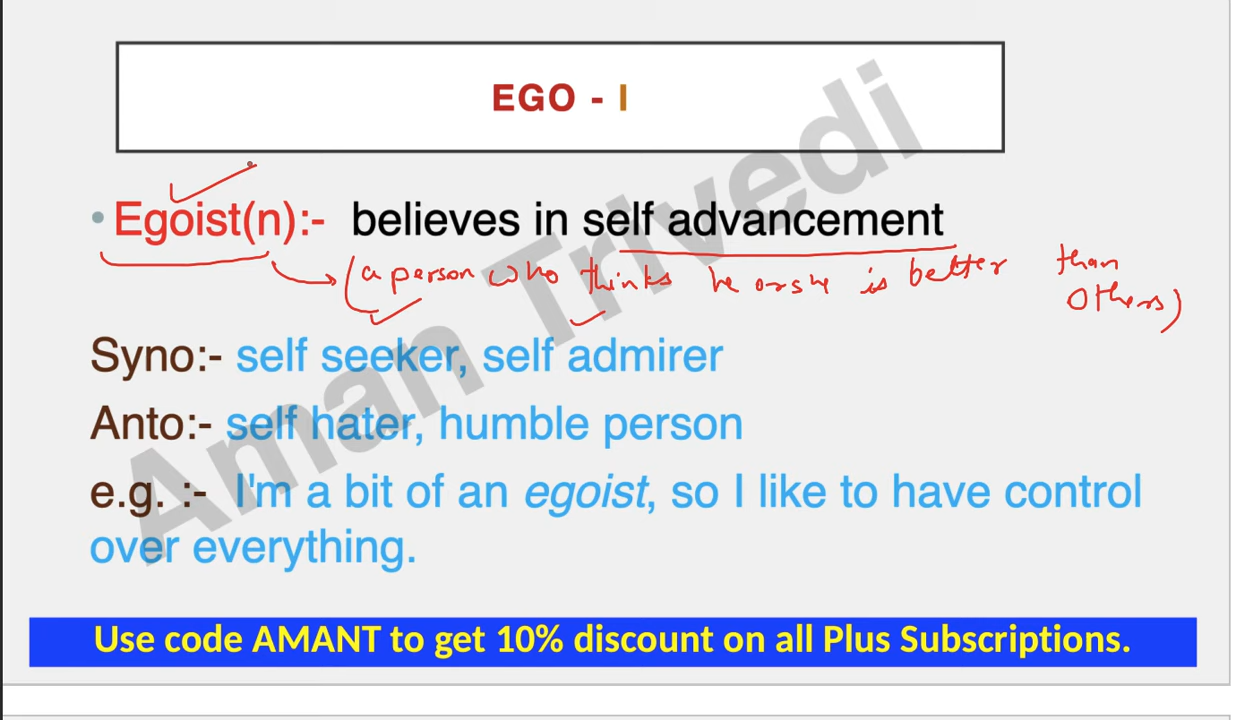 EGO - I
• Egoist(n):- believes in self advancement
(a person who thinks he or she is better than
others)
Syno:- self seeker, self admirer
Anto:- self hater, humble person
e.g. :- I'm a bit of an egoist, so I like to have control
over everything.
Aman Trivedi
Use code AMANT to get 10% discount on all Plus Subscriptions.